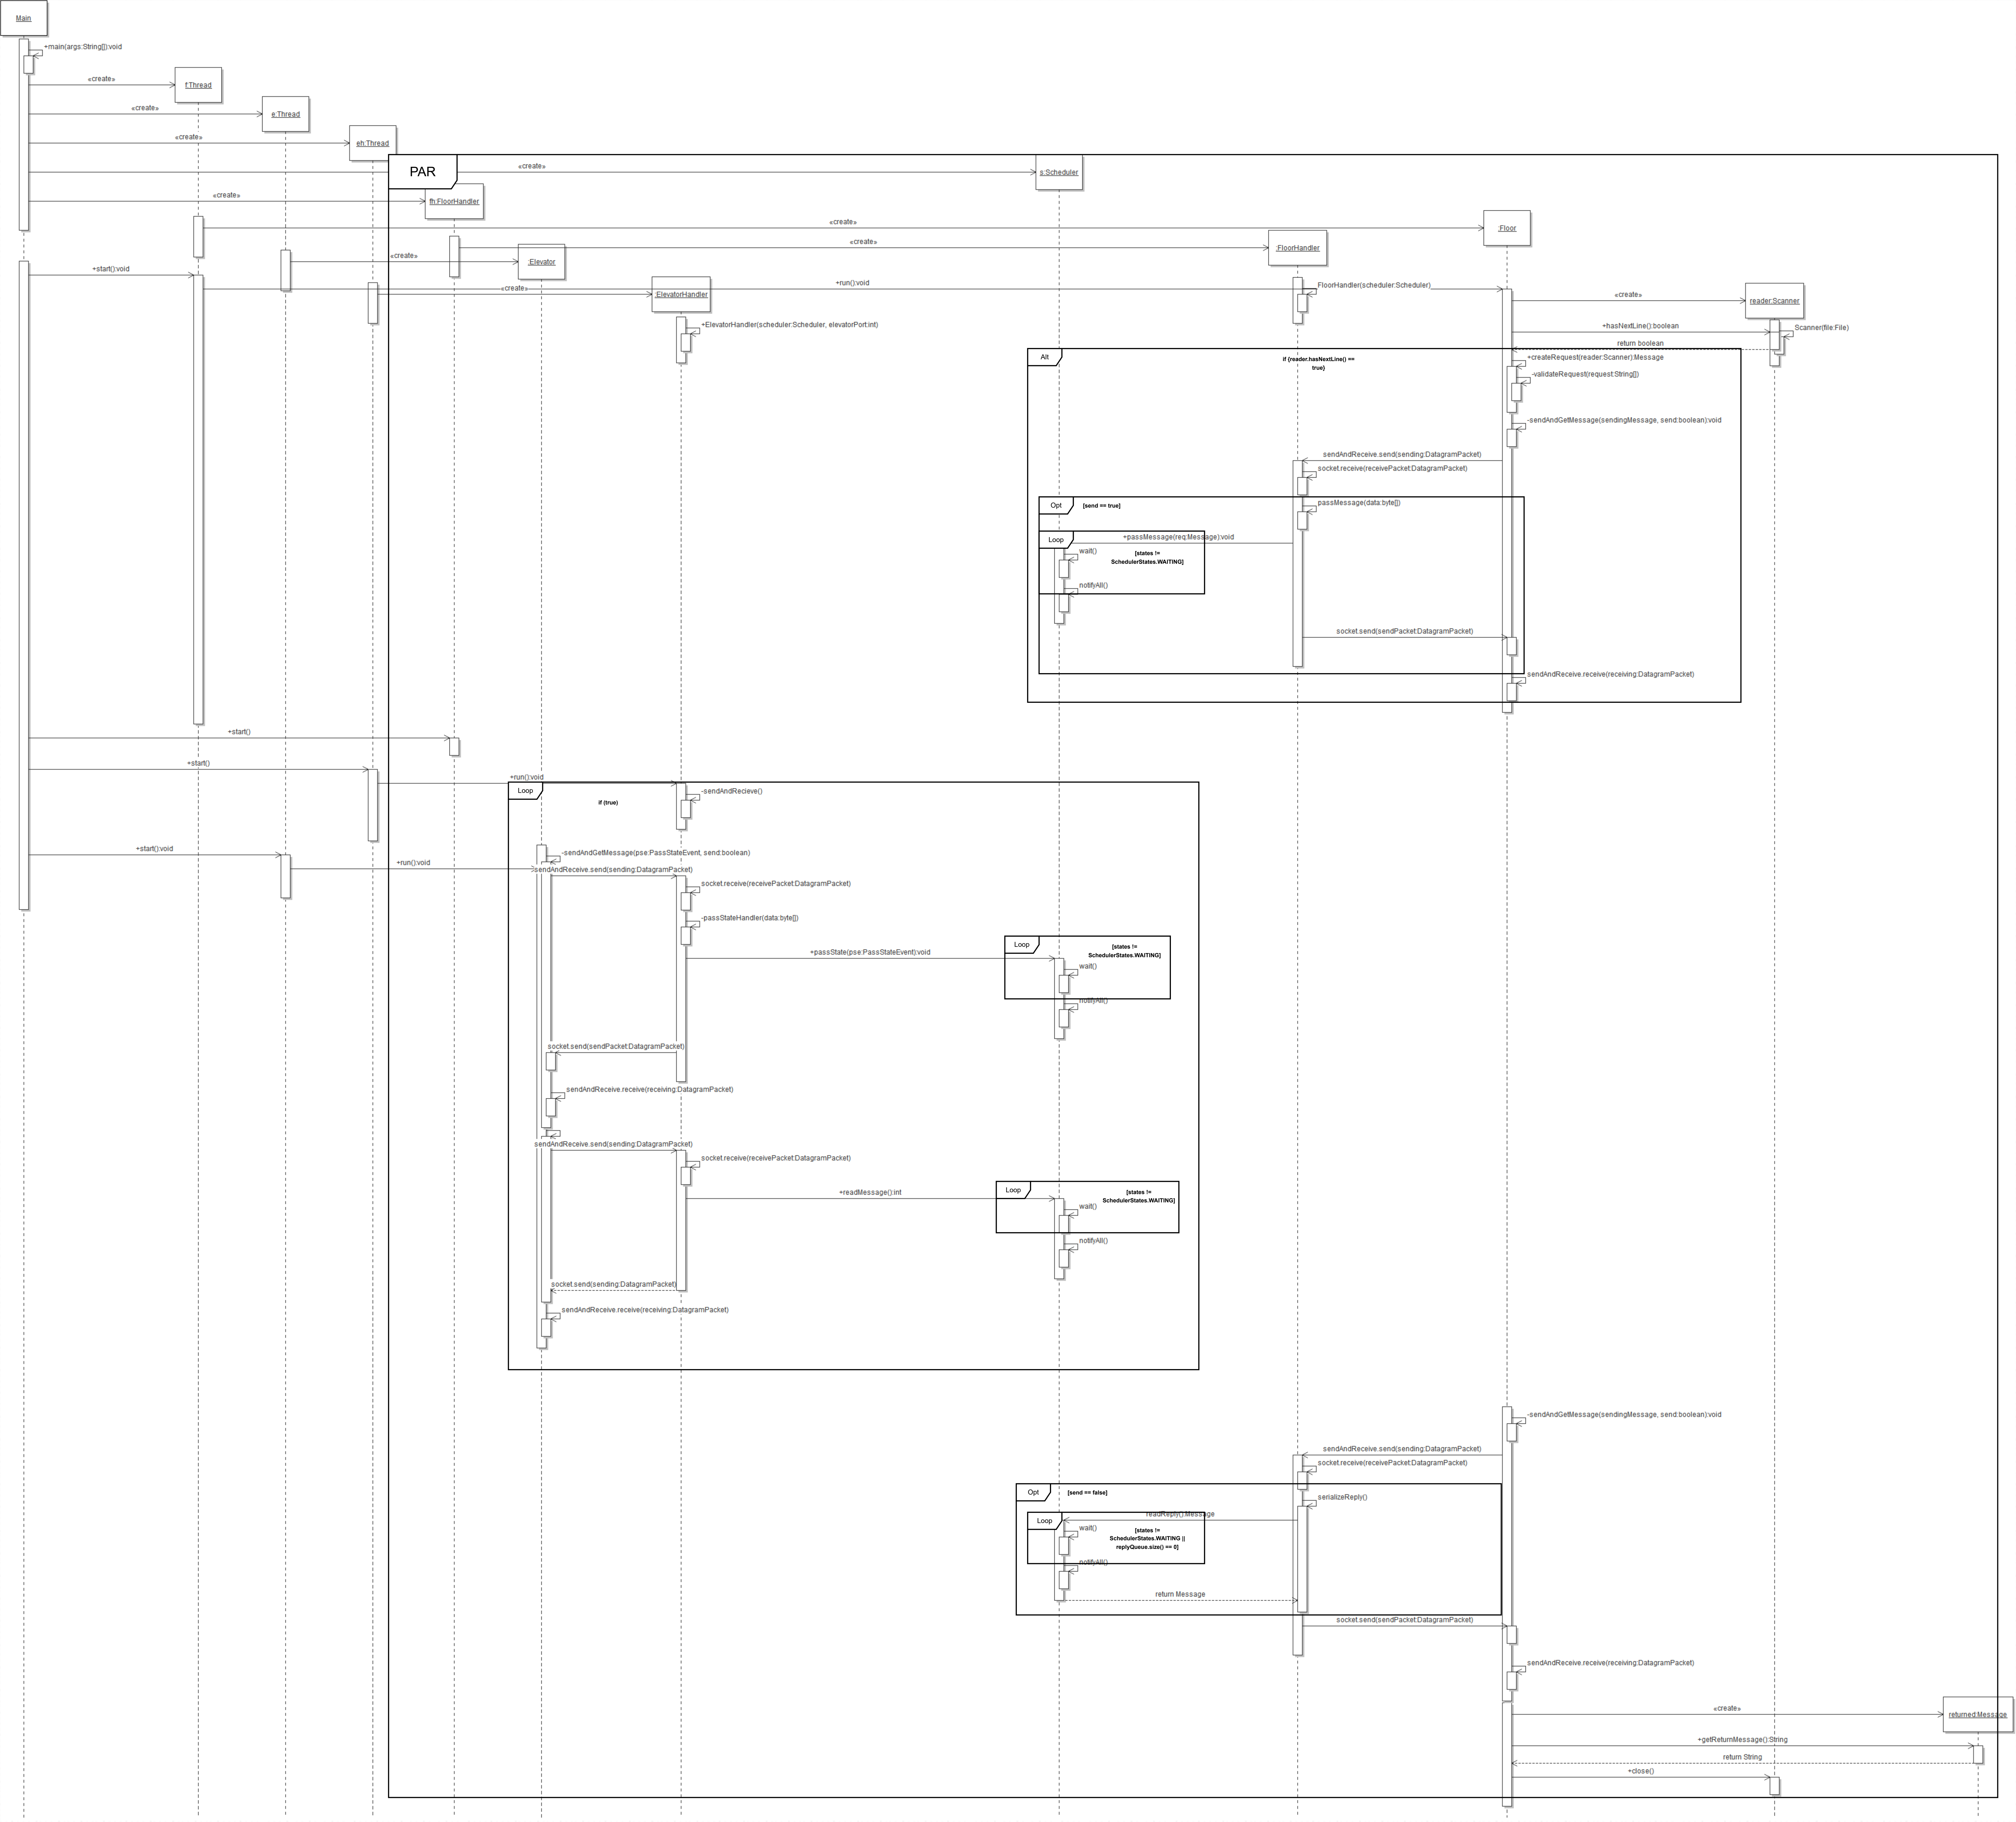 Main
+main(args:String[]):void
«create»
f:Thread
«create»
e:Thread
«create»
eh:Thread
PAR
«create»
s:Scheduler
«create»
fh:FloorHandler
«create»
:Floor
«create»
:FloorHandler
«create»
:Elevator
+start():void
+run():void
FloorHandler(scheduler:Scheduler)
«create»
:ElevatorHandler
«create»
reader:Scanner
+ElevatorHandler(scheduler:Scheduler, elevatorPort:int)
+hasNextLine():boolean
Scanner(file:File)
return boolean
Alt
if {reader.hasNextLine() ==
true}
+createRequest(reader:Scanner):Message
-validateRequest(request:String[])
-sendAndGetMessage(sendingMessage, send:boolean):void
sendAndReceive.send(sending:DatagramPacket)
socket.receive(receivePacket:DatagramPacket)
Opt
[send == true]
passMessage(data:byte[])
+passMessage(req:Message):void
Loop
wait()
[states !=
SchedulerStates.WAITING]
notifyAll()
socket.send(sendPacket:DatagramPacket)
sendAndReceive.receive(receiving:DatagramPacket)
+start()
+start()
+run():void
Loop
if (true)
-sendAndRecieve()
+start():void
-sendAndGetMessage(pse:PassStateEvent, send:boolean)
+run():void
sendAndReceive.send(sending:DatagramPacket)
socket.receive(receivePacket:DatagramPacket)
-passStateHandler(data:byte[])
+passState(pse:PassStateEvent):void
Loop
[states !=
SchedulerStates.WAITING]
wait()
notifyAll()
socket.send(sendPacket:DatagramPacket)
sendAndReceive.receive(receiving:DatagramPacket)
sendAndReceive.send(sending:DatagramPacket)
socket.receive(receivePacket:DatagramPacket)
+readMessage():int
Loop
[states !=
SchedulerStates.WAITING]
wait()
notifyAll()
socket.send(sending:DatagramPacket)
sendAndReceive.receive(receiving:DatagramPacket)
-sendAndGetMessage(sendingMessage, send:boolean):void
sendAndReceive.send(sending:DatagramPacket)
socket.receive(receivePacket:DatagramPacket)
Opt
[send == false]
serializeReply()
readReply():Message
Loop
wait()
[states !=
SchedulerStates.WAITING ||
replyQueue.size() == 0]
notifyAll()
return Message
socket.send(sendPacket:DatagramPacket)
sendAndReceive.receive(receiving:DatagramPacket)
«create»
returned:Message
+getReturnMessage():String
return String
+close()